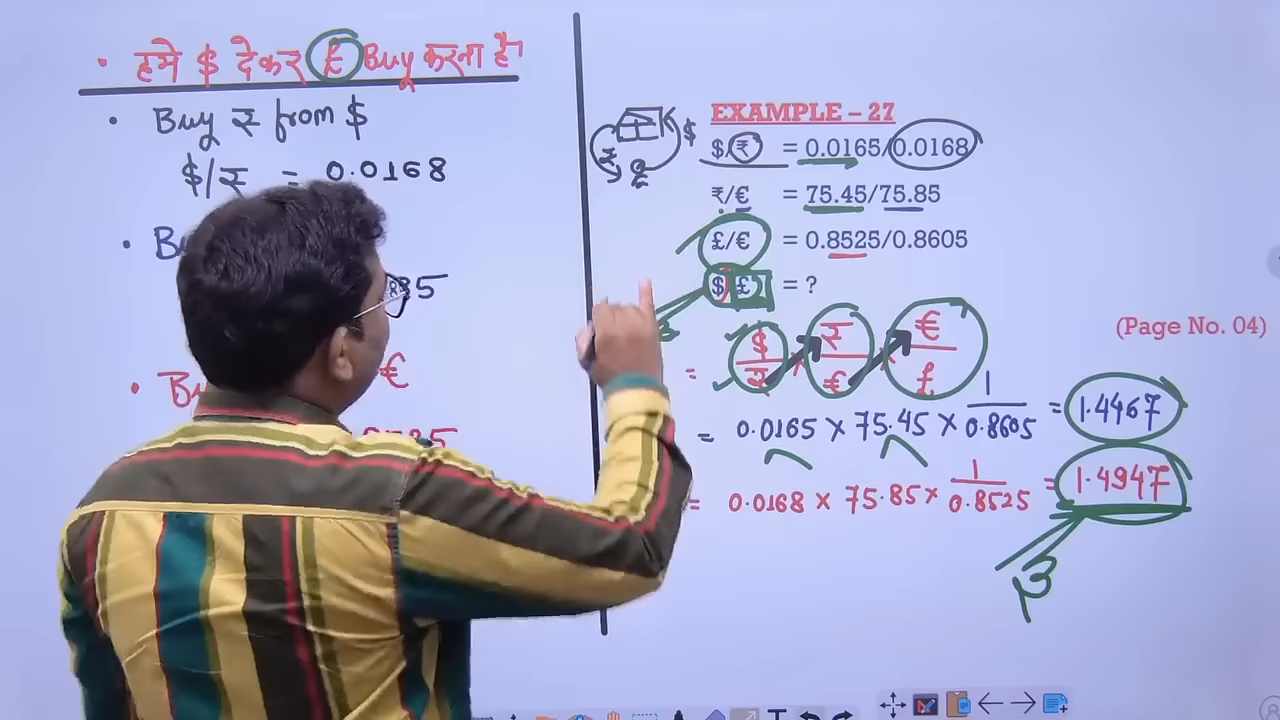 • हमे $ देकर £ Buy करता है
• Buy ₹ from $
$/₹ = 0.0168
€
EXAMPLE – 27
$/₹ = 0.0165/0.0168
₹/€ = 75.45/75.85
£/€ = 0.8525/0.8605
$/£ = ?
= $/₹ × ₹/€ × €/£
(Page No. 04)
= 0.0165 × 75.45 × 1/0.8605 = 1.4467
= 0.0168 × 75.85 × 1/0.8525 = 1.4947